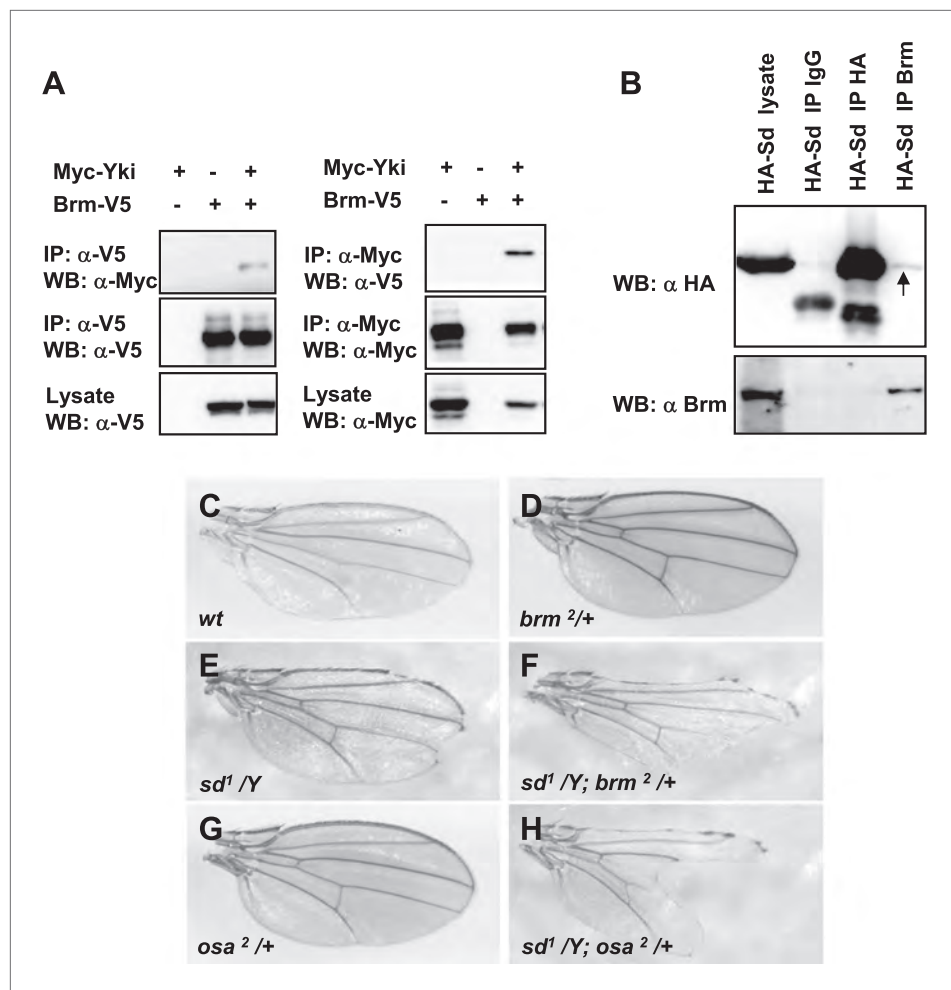 A
Myc-Yki + - +
Brm-V5 - + +
IP: α-V5
WB: α-Myc
IP: α-V5
WB: α-V5
Lysate
WB: α-V5
Myc-Yki + - +
Brm-V5 - + +
IP: α-Myc
WB: α-V5
IP: α-Myc
WB: α-Myc
Lysate
WB: α-Myc
B
HA-Sd lysate
HA-Sd IP IgG
HA-Sd IP HA
HA-Sd IP Brm
WB: α HA
WB: α Brm
C
wt
D
brm ²/+
E
sd¹ /Y
F
sd¹ /Y; brm ² /+
G
osa ² /+
H
sd¹ /Y; osa ² /+